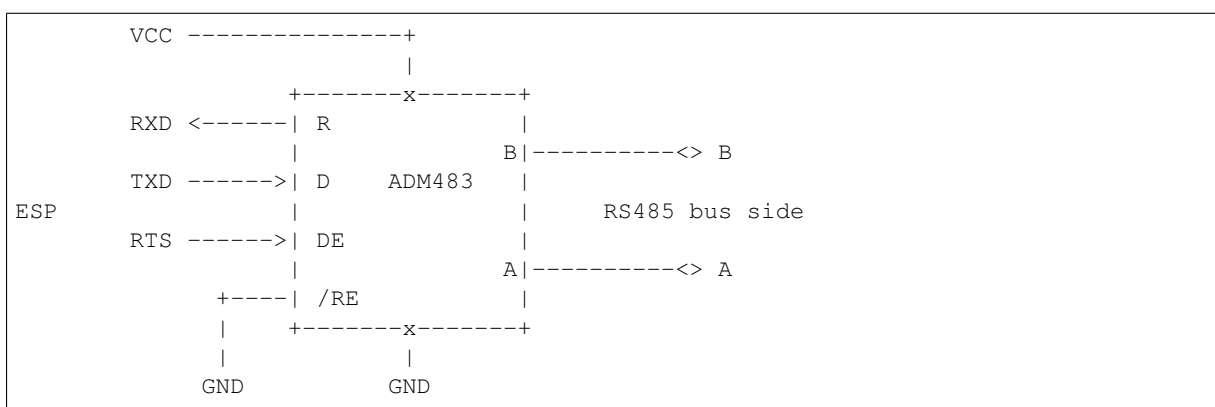 VCC ---------------+
|
+-------x-------+
RXD <------| R |
| B|----------<> B
TXD ------>| D ADM483 |
ESP | | RS485 bus side
RTS ------>| DE |
| A|----------<> A
+----| /RE |
| +-------x-------+
| |
GND GND